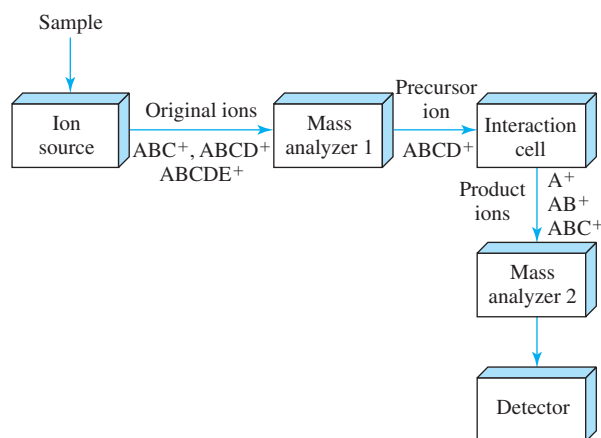 Sample
Ion
source
Original ions
ABC⁺, ABCD⁺
ABCDE⁺
Mass
analyzer 1
Precursor
ion
ABCD⁺
Interaction
cell
Product
ions
A⁺
AB⁺
ABC⁺
Mass
analyzer 2
Detector